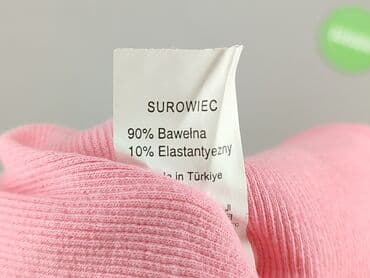 SUROWIEC
90% Bawełna
10% Elastantyezny
in Türkiye